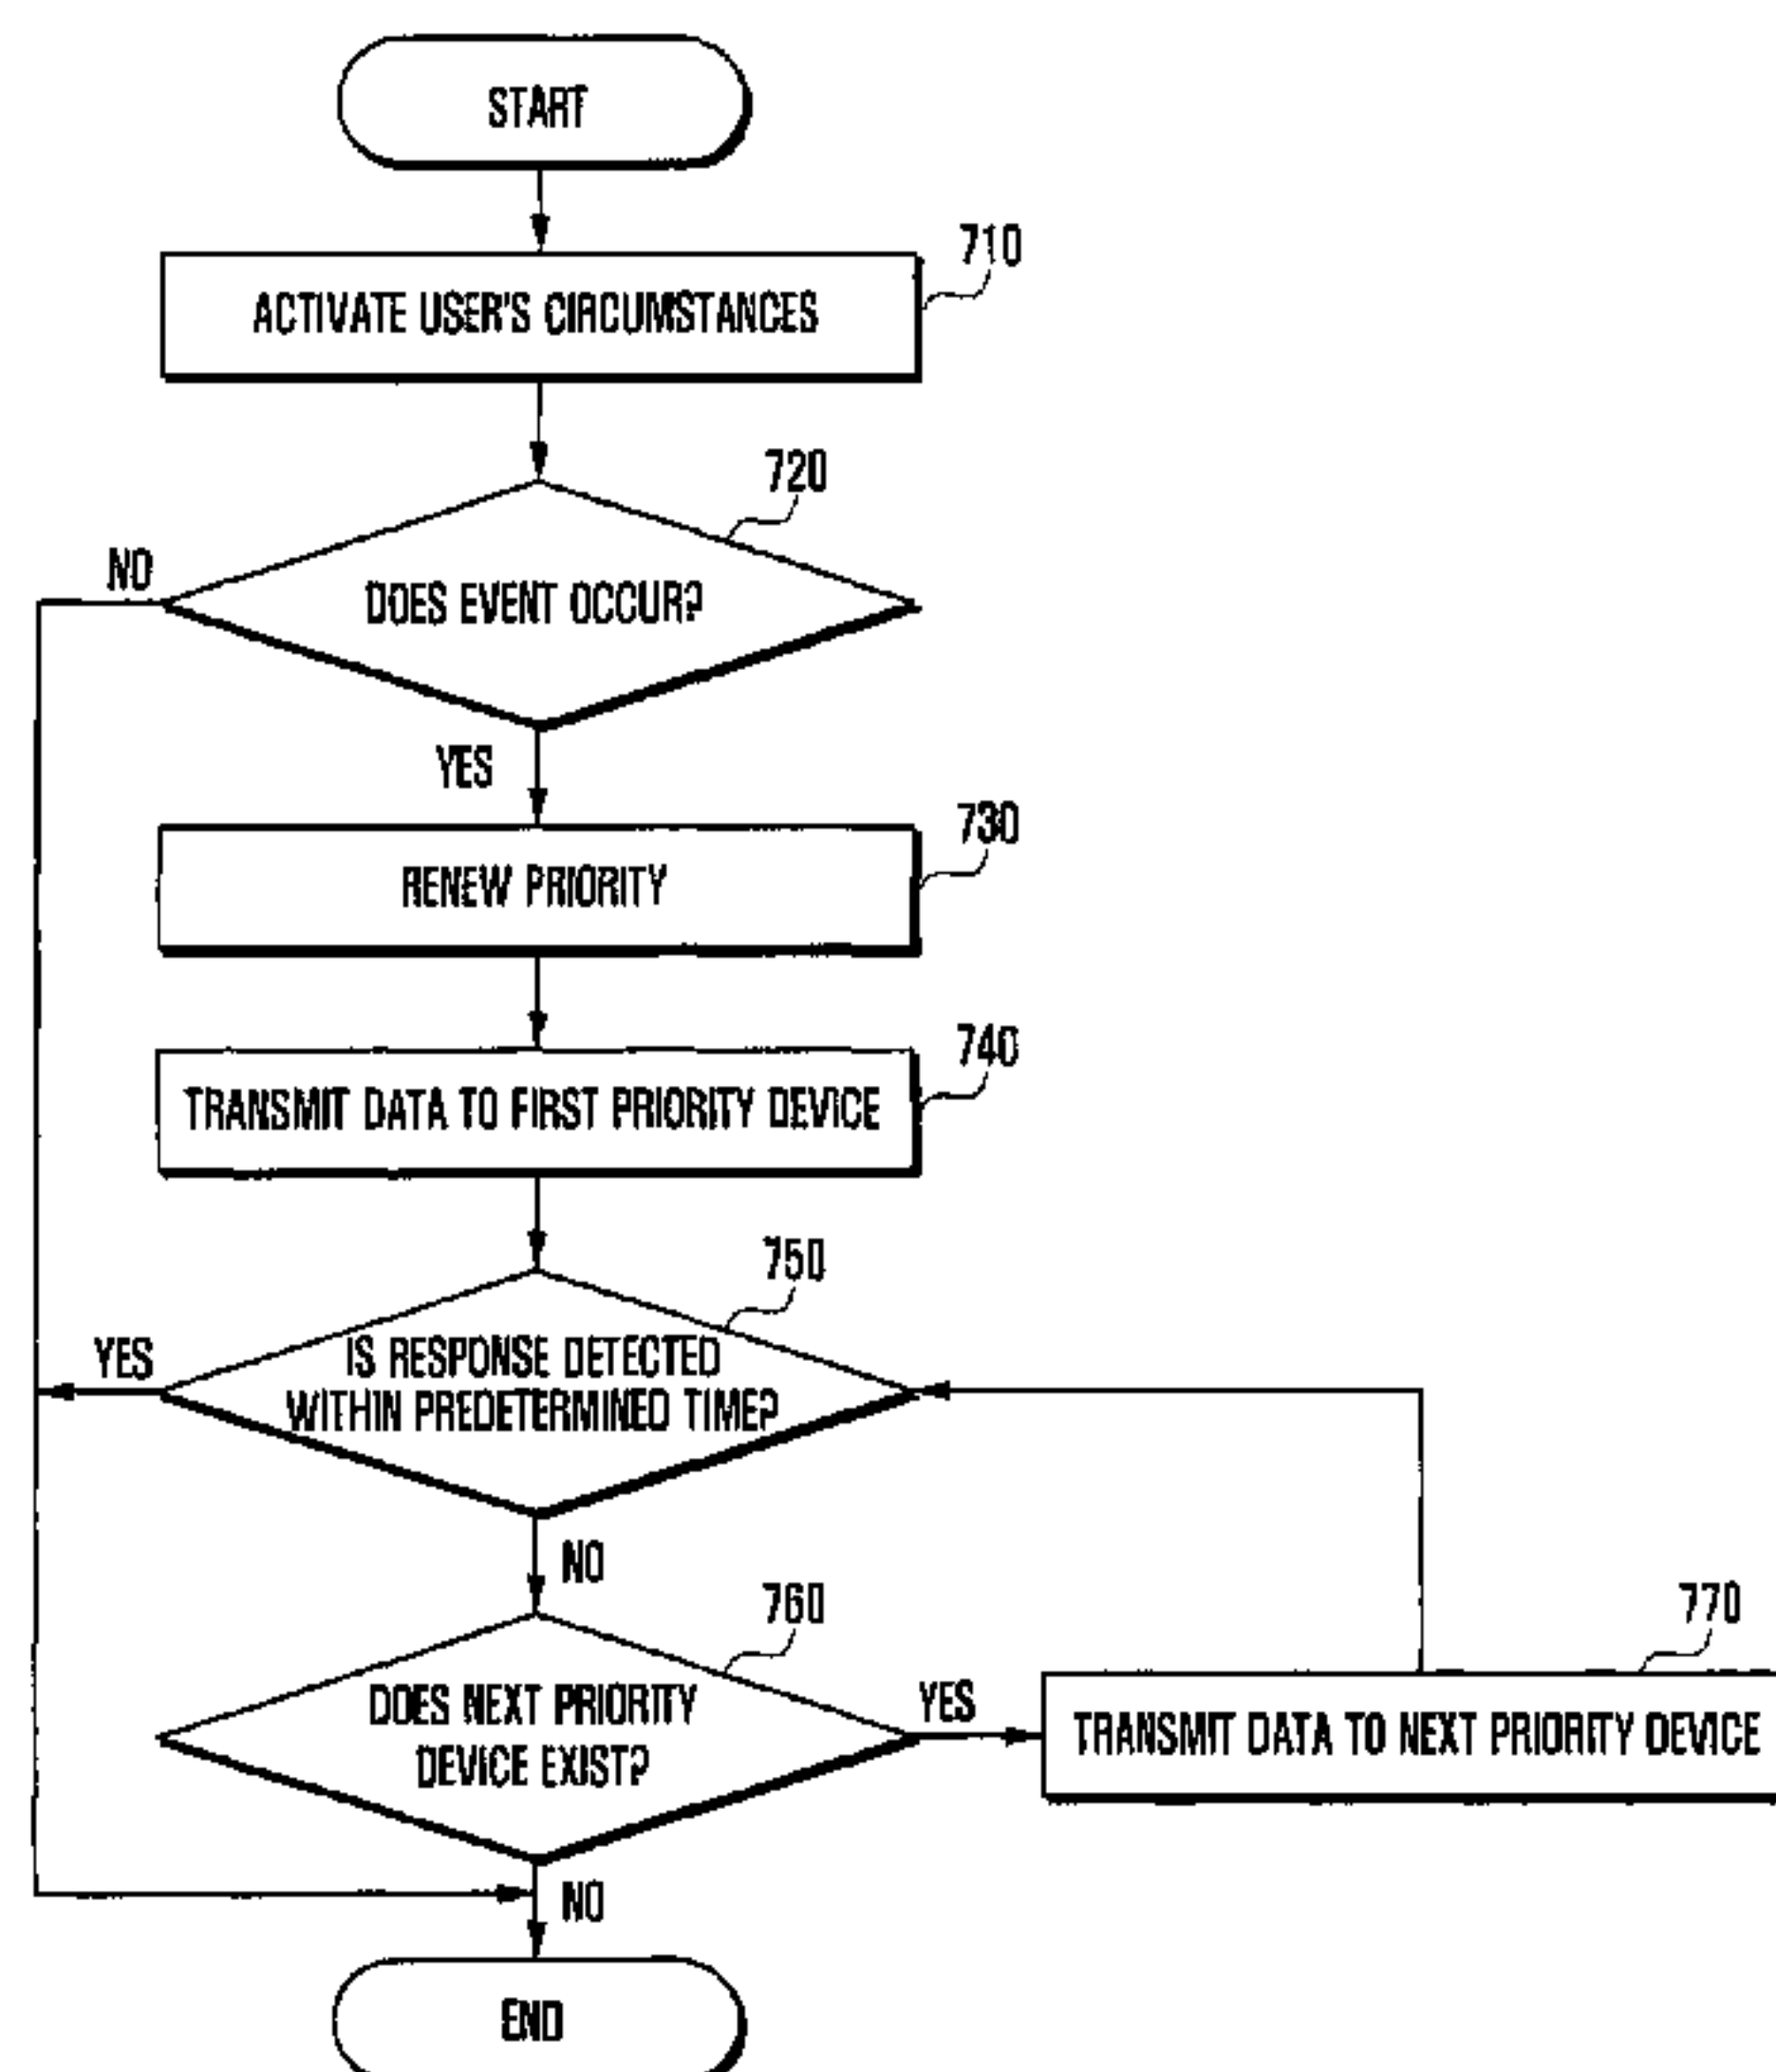 START
710
ACTIVATE USER'S CIRCUMSTANCES
720
NO
DOES EVENT OCCUR?
YES
730
RENEW PRIORITY
740
TRANSMIT DATA TO FIRST PRIORITY DEVICE
750
YES
IS RESPONSE DETECTED
WITHIN PREDETERMINED TIME?
NO
760
770
DOES NEXT PRIORITY
DEVICE EXIST?
YES
TRANSMIT DATA TO NEXT PRIORITY DEVICE
NO
END